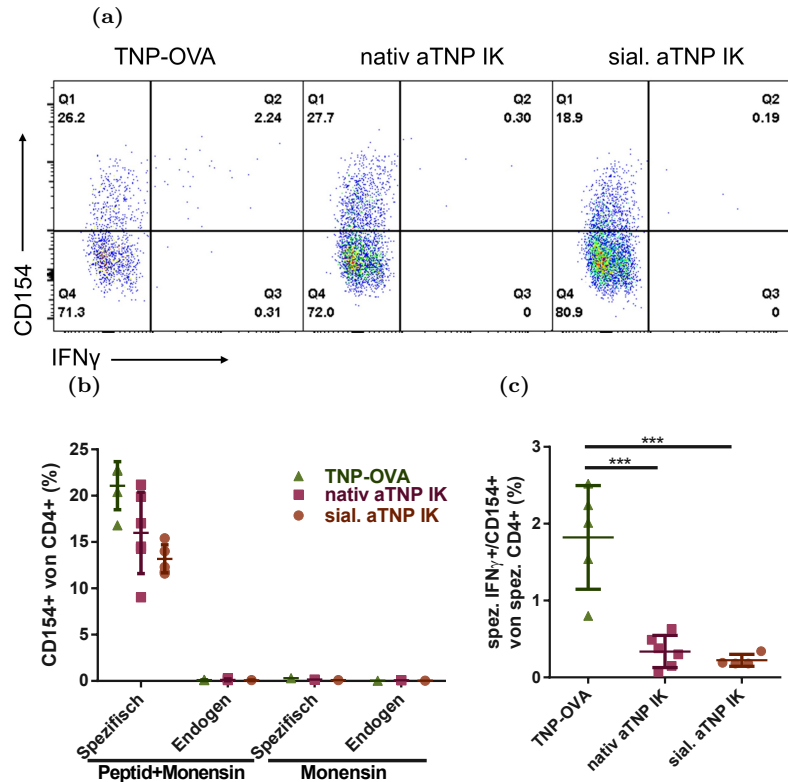 (a)
TNP-OVA nativ aTNP IK sial. aTNP IK
Q1 Q2 Q1 Q2 Q1 Q2
26.2 2.24 27.7 0.30 18.9 0.19
CD154
Q4 Q3 Q4 Q3 Q4 Q3
71.3 0.31 72.0 0 80.9 0
IFNγ
(b) (c)
CD154+ von CD4+ (%)
25
20
15
10
5
0
TNP-OVA
nativ aTNP IK
sial. aTNP IK
Spezifisch Endogen Spezifisch Endogen
Peptid+Monensin Monensin
spez. IFNγ+/CD154+
von spez. CD4+ (%)
3
2
1
0
***
***
TNP-OVA nativ aTNP IK sial. aTNP IK